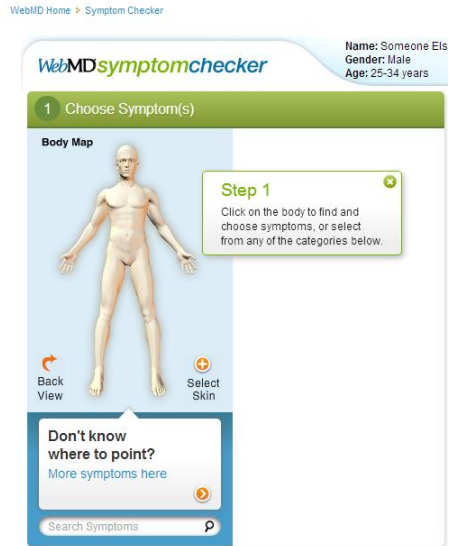 WebMD Home > Symptom Checker
WebMD symptomchecker
Name: Someone Els
Gender: Male
Age: 25-34 years
1 Choose Symptom(s)
Body Map
Step 1
Click on the body to find and
choose symptoms, or select
from any of the categories below.
Back
View
Select
Skin
Don't know
where to point?
More symptoms here
Search Symptoms